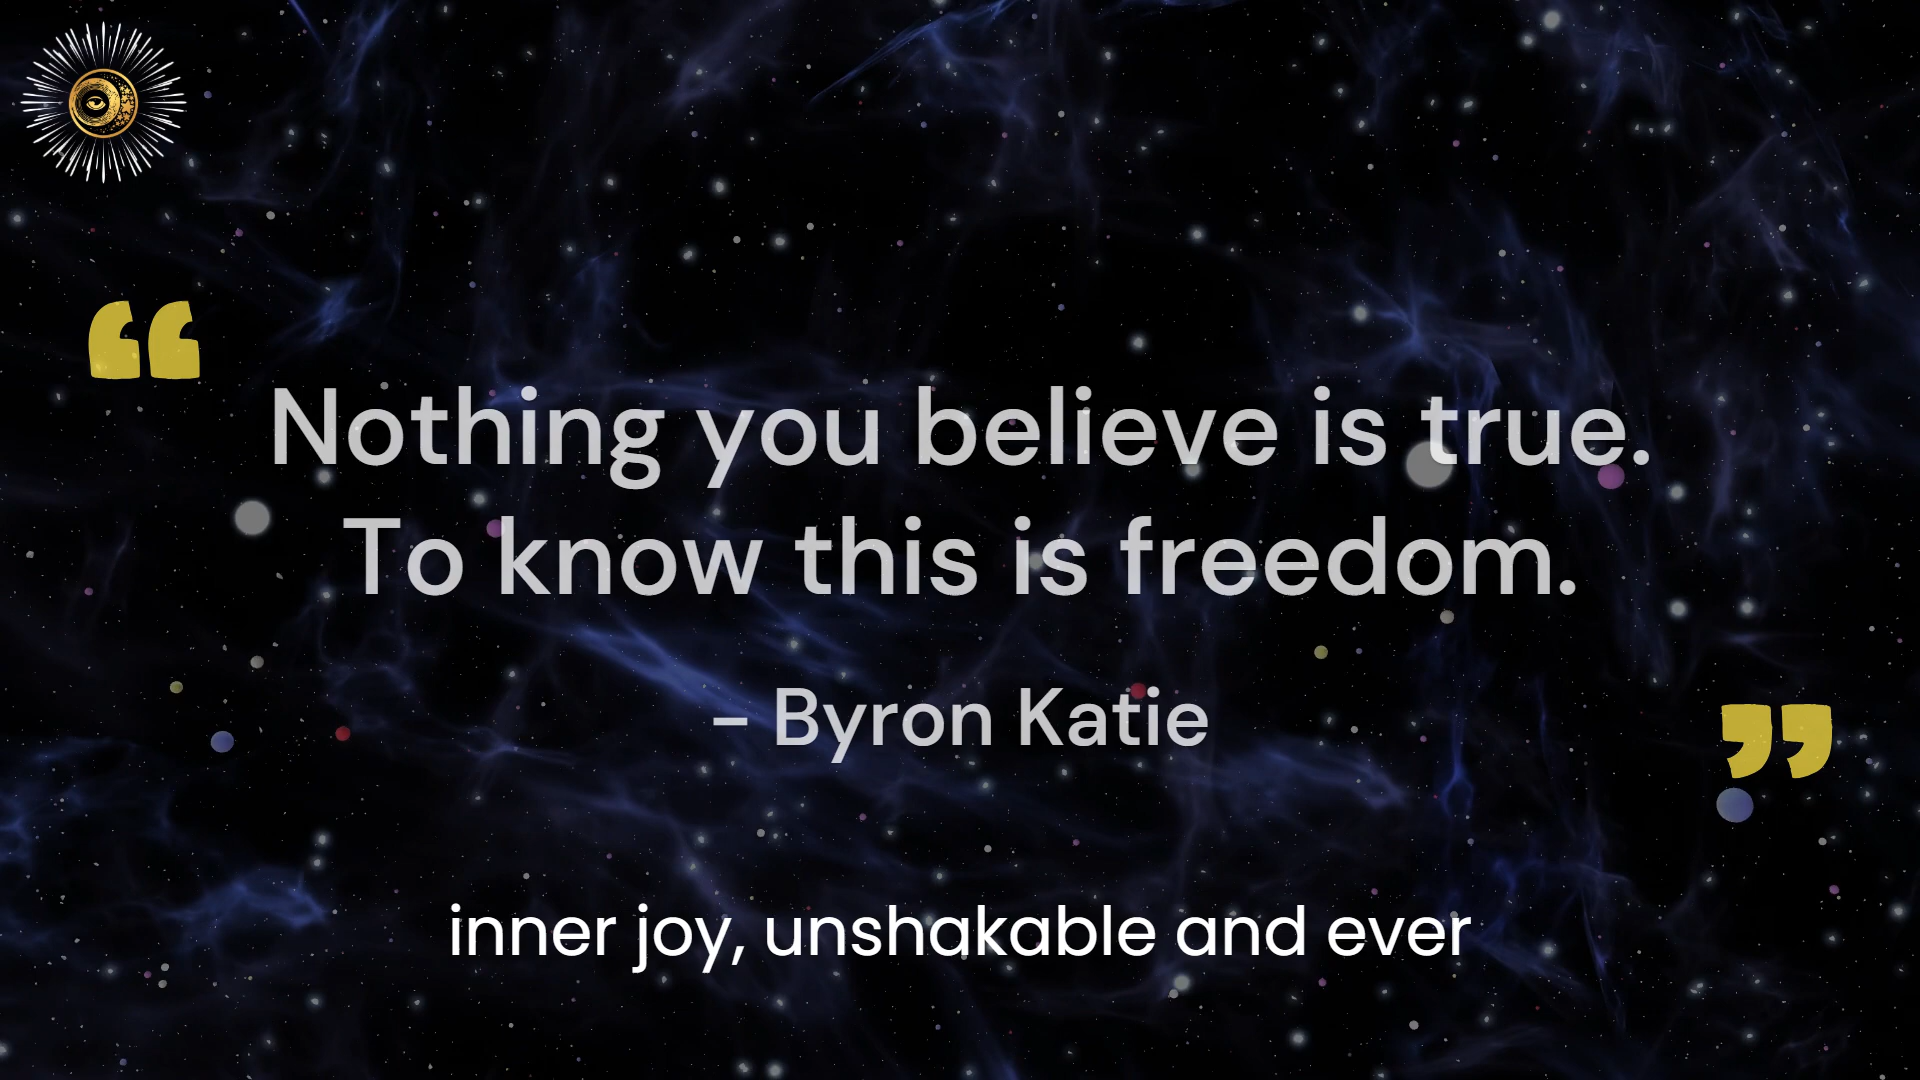 “
Nothing you believe is true.
To know this is freedom.
– Byron Katie
”
inner joy, unshakable and ever